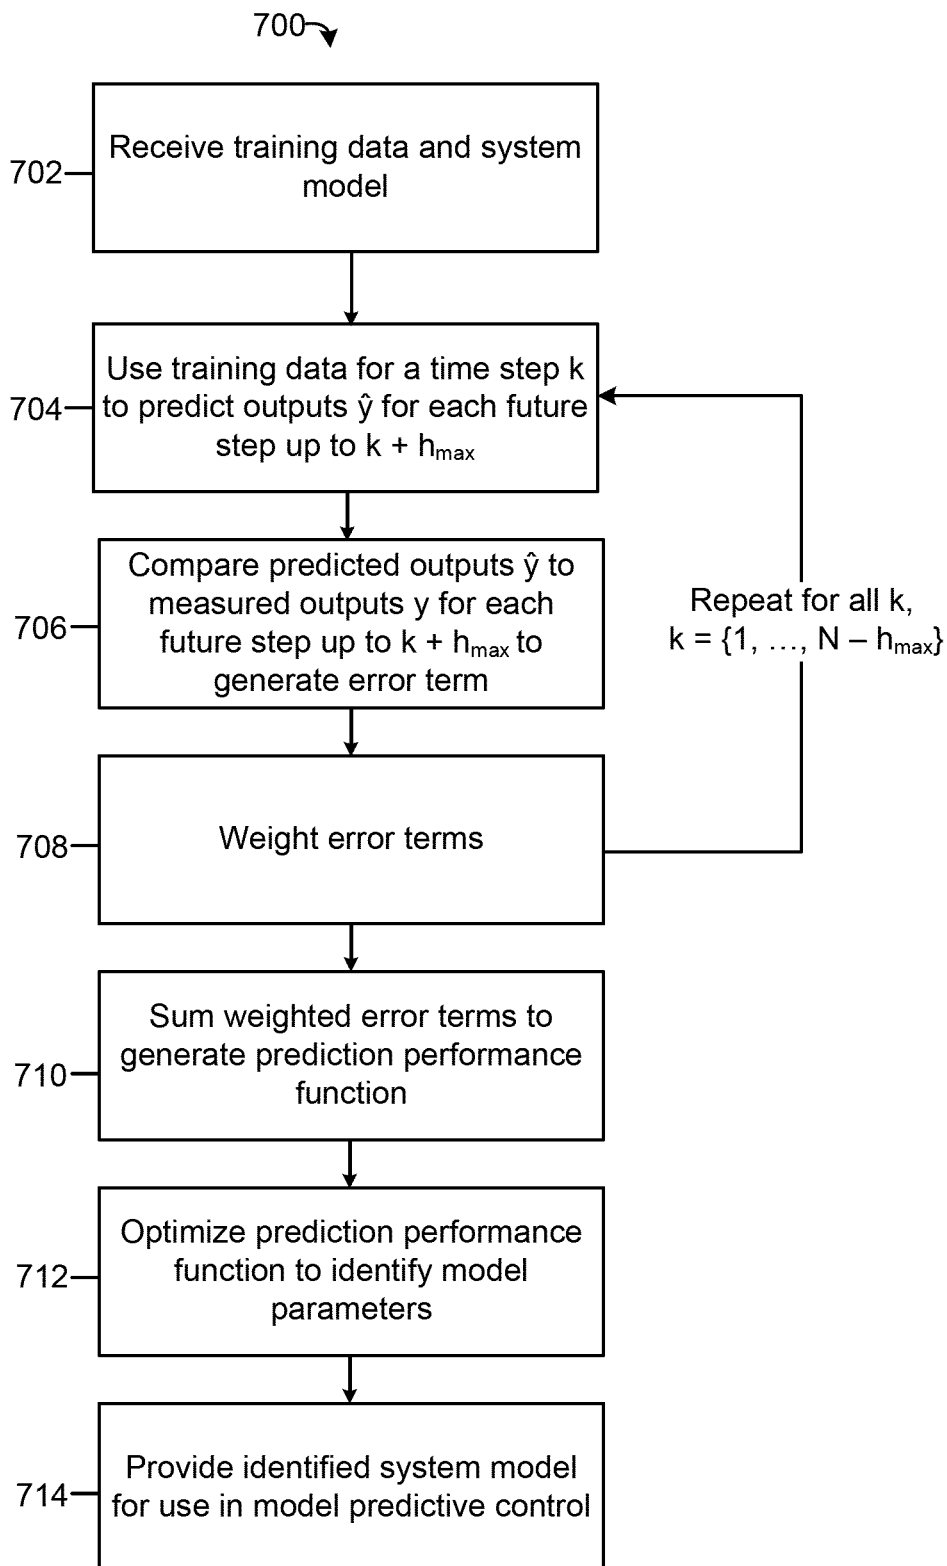 700
702
Receive training data and system
model
704
Use training data for a time step k
to predict outputs ŷ for each future
step up to k + hmax
706
Compare predicted outputs ŷ to
measured outputs y for each
future step up to k + hmax to
generate error term
Repeat for all k,
k = {1, …, N – hmax}
708
Weight error terms
710
Sum weighted error terms to
generate prediction performance
function
712
Optimize prediction performance
function to identify model
parameters
714
Provide identified system model
for use in model predictive control